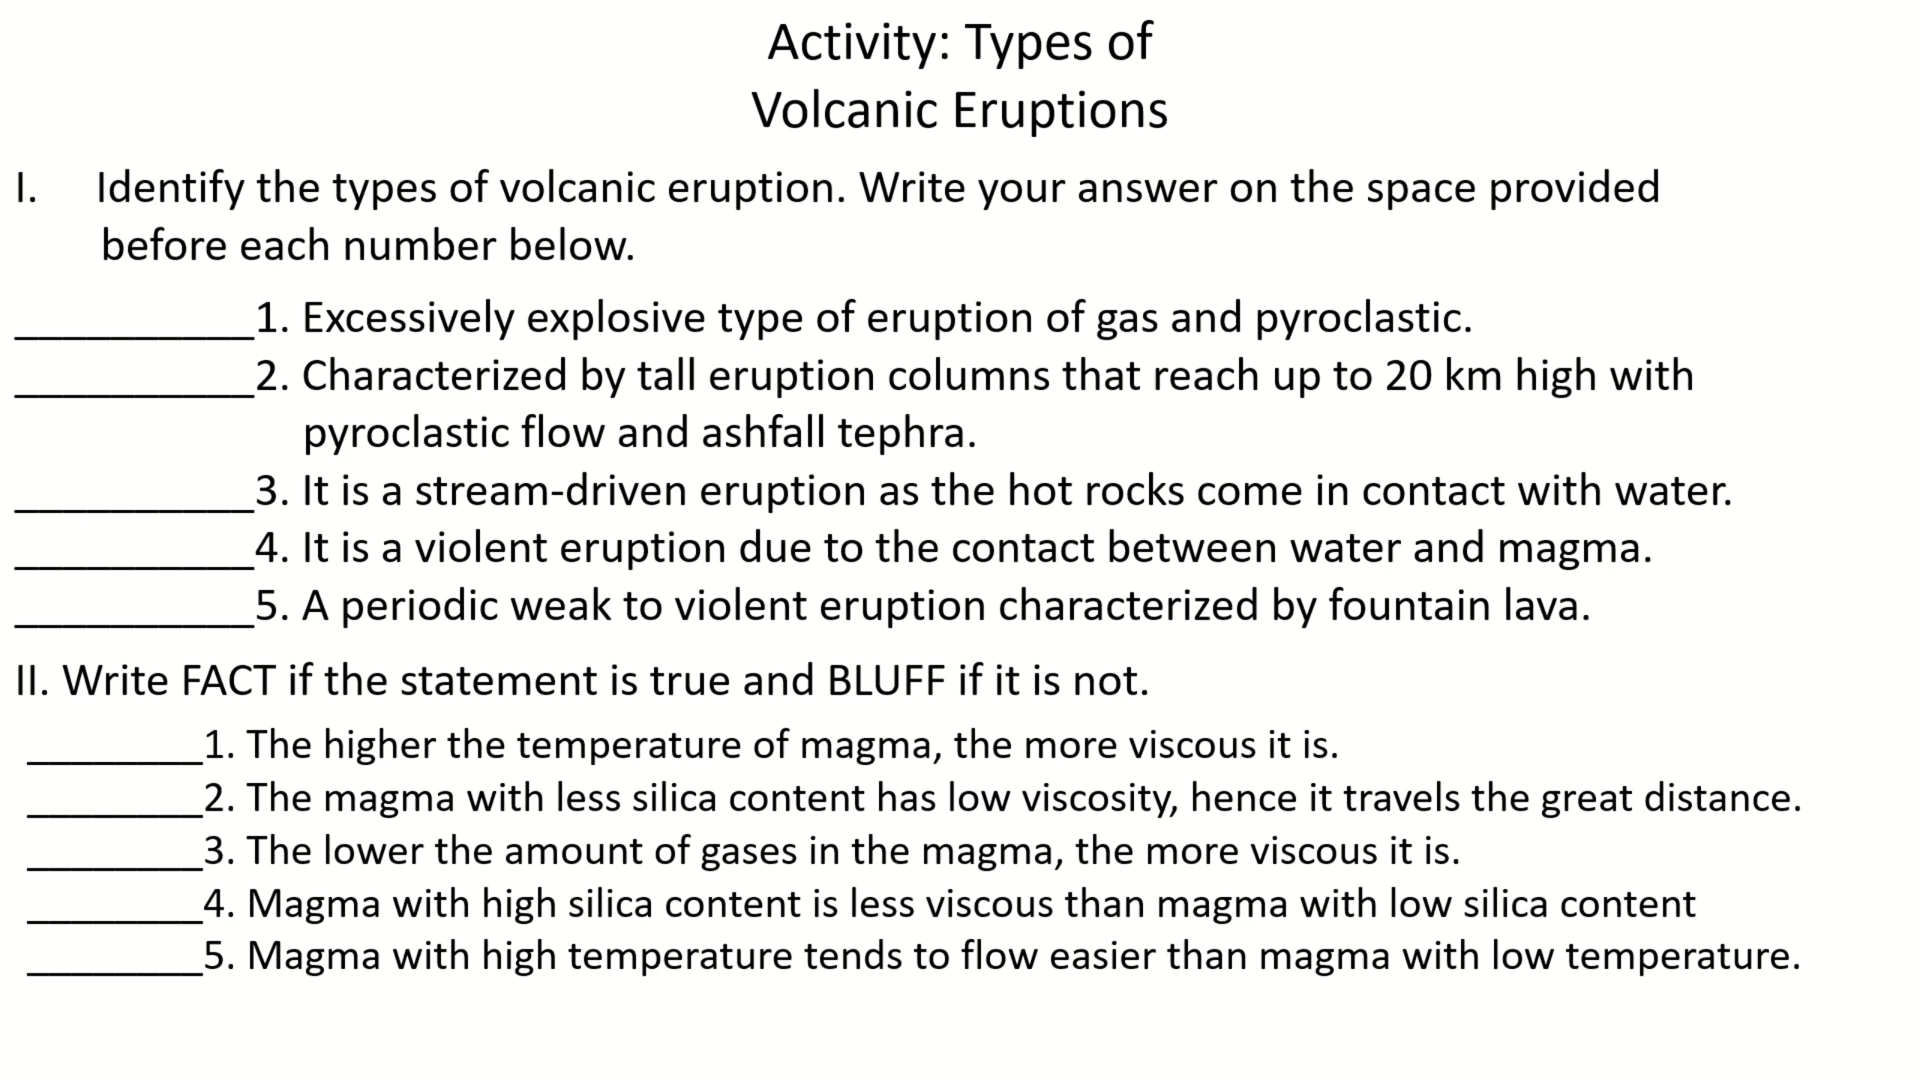 Activity: Types of
Volcanic Eruptions
I. Identify the types of volcanic eruption. Write your answer on the space provided
before each number below.
__________1. Excessively explosive type of eruption of gas and pyroclastic.
__________2. Characterized by tall eruption columns that reach up to 20 km high with
pyroclastic flow and ashfall tephra.
__________3. It is a stream-driven eruption as the hot rocks come in contact with water.
__________4. It is a violent eruption due to the contact between water and magma.
__________5. A periodic weak to violent eruption characterized by fountain lava.
II. Write FACT if the statement is true and BLUFF if it is not.
________1. The higher the temperature of magma, the more viscous it is.
________2. The magma with less silica content has low viscosity, hence it travels the great distance.
________3. The lower the amount of gases in the magma, the more viscous it is.
________4. Magma with high silica content is less viscous than magma with low silica content
________5. Magma with high temperature tends to flow easier than magma with low temperature.